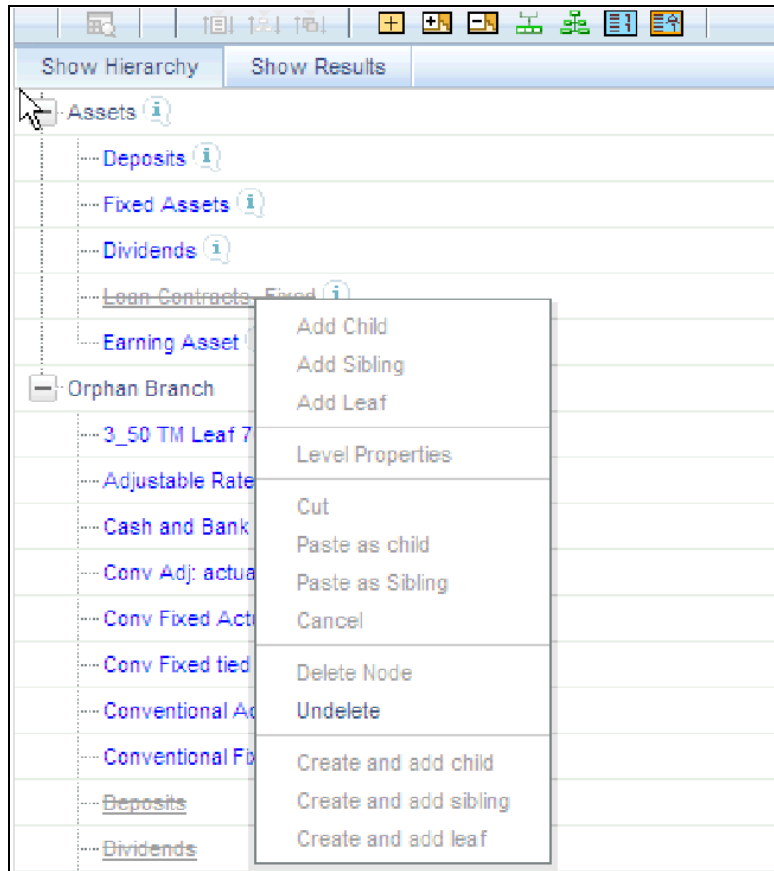 Show Hierarchy Show Results
Assets
Deposits
Fixed Assets
Dividends
Loan Contracts, Fixed
Earning Asset
Orphan Branch
3_50 TM Leaf 7
Adjustable Rate
Cash and Bank
Conv Adj: actua
Conv Fixed Actu
Conv Fixed tied
Conventional Ad
Conventional Fix
Deposits
Dividends
Add Child
Add Sibling
Add Leaf
Level Properties
Cut
Paste as child
Paste as Sibling
Cancel
Delete Node
Undelete
Create and add child
Create and add sibling
Create and add leaf